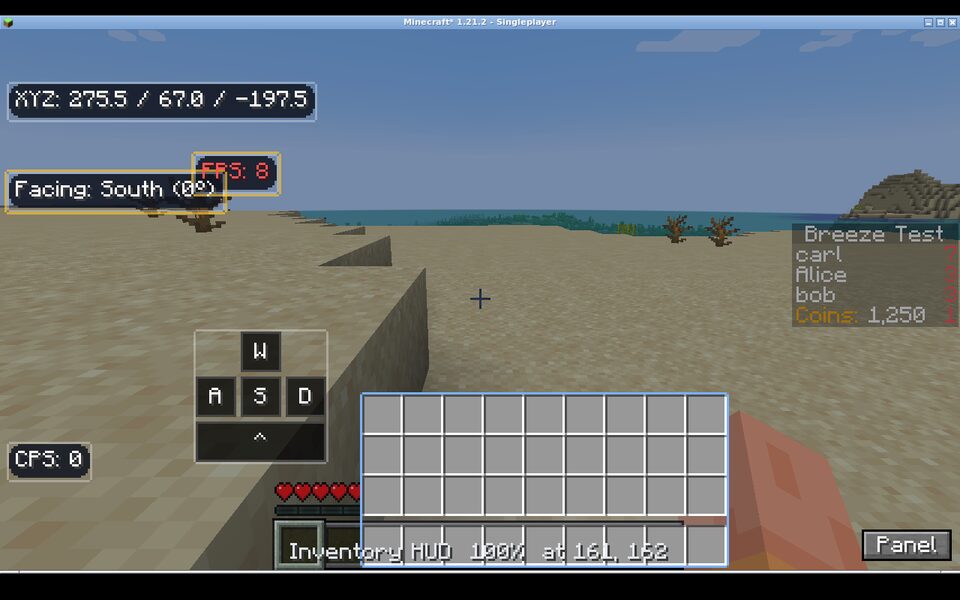 Minecraft* 1.21.2 - Singleplayer
XYZ: 275.5 / 67.0 / -197.5
FPS: 8
Facing: South (0°)
Breeze Test
carl
Alice
bob
Coins: 1,250
W
A S D
^
CPS: 0
Inventory HUD 100% at 161, 162
Panel